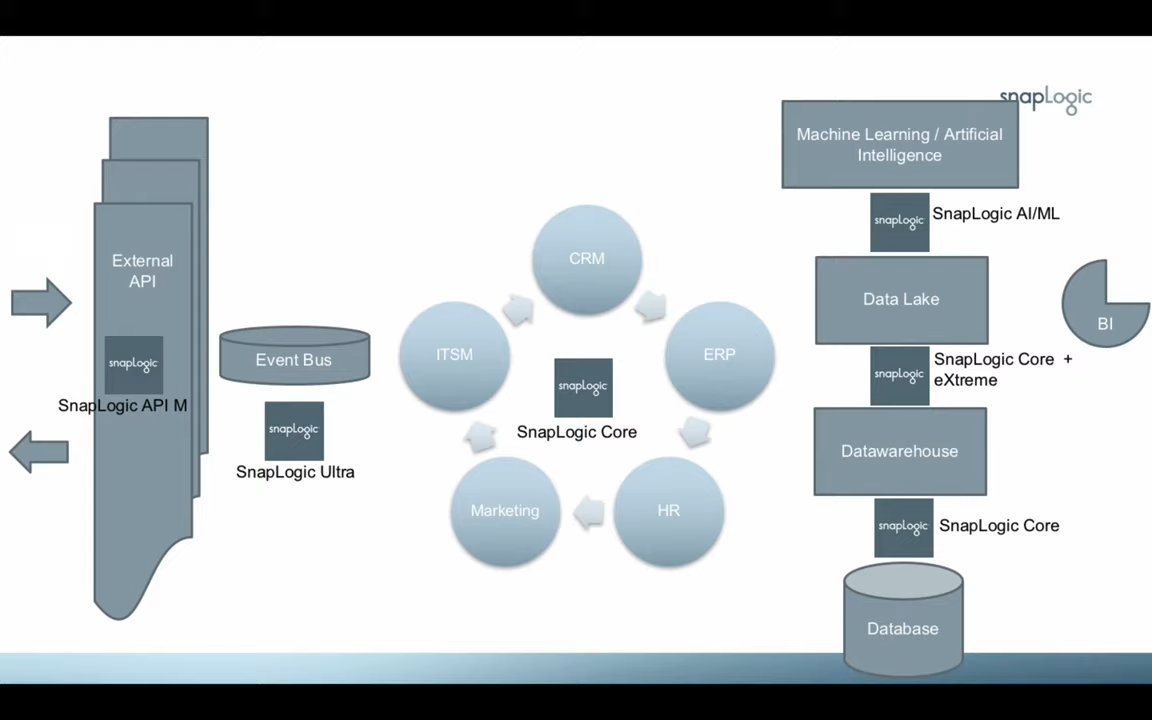 snapLogic
External
API
snapLogic
SnapLogic API M
Event Bus
snapLogic
SnapLogic Ultra
CRM
ITSM
ERP
snapLogic
SnapLogic Core
Marketing
HR
Machine Learning / Artificial
Intelligence
snapLogic
SnapLogic AI/ML
Data Lake
BI
snapLogic
SnapLogic Core +
eXtreme
Datawarehouse
snapLogic
SnapLogic Core
Database